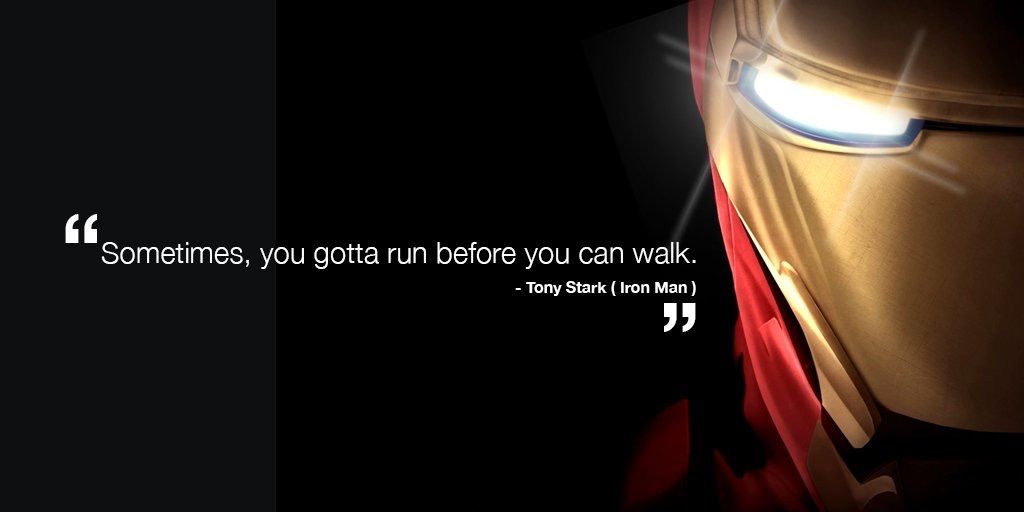 “Sometimes, you gotta run before you can walk.
- Tony Stark ( Iron Man )
”